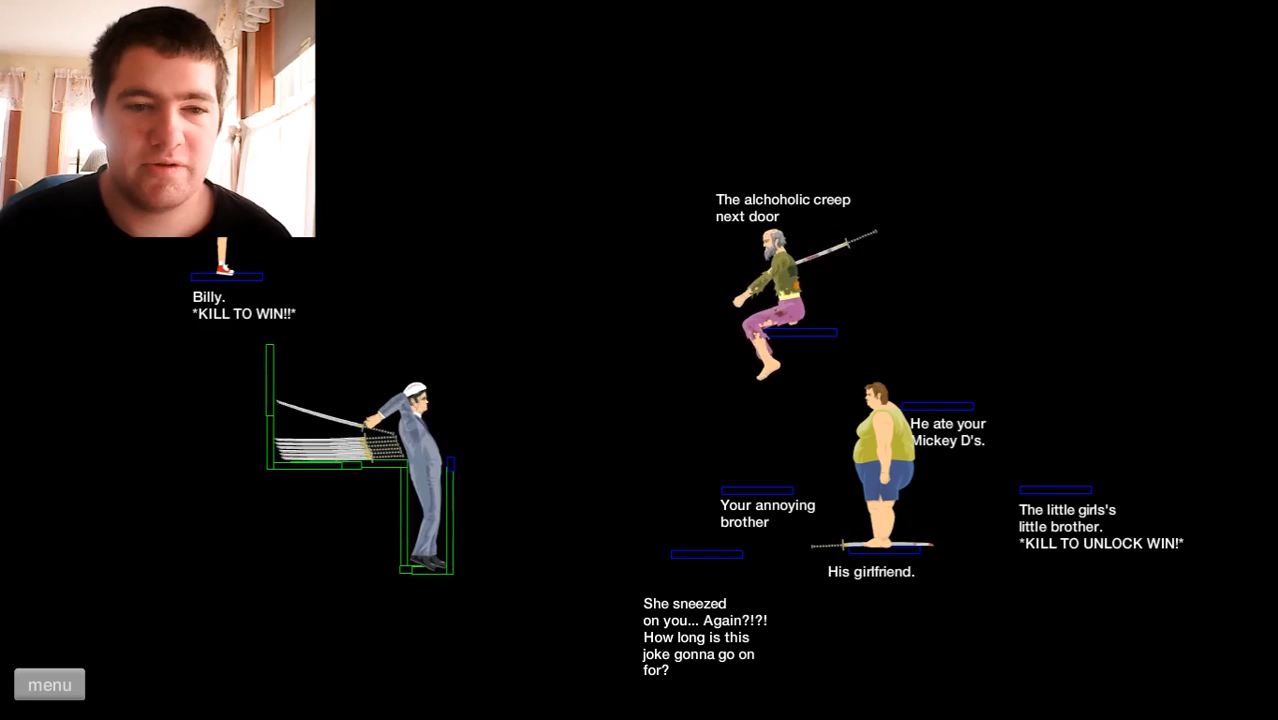 The alchoholic creep
next door
Billy.
*KILL TO WIN!!*
He ate your
Mickey D's.
Your annoying
brother
The little girls's
little brother.
*KILL TO UNLOCK WIN!*
His girlfriend.
She sneezed
on you... Again?!?!
How long is this
joke gonna go on
for?
menu